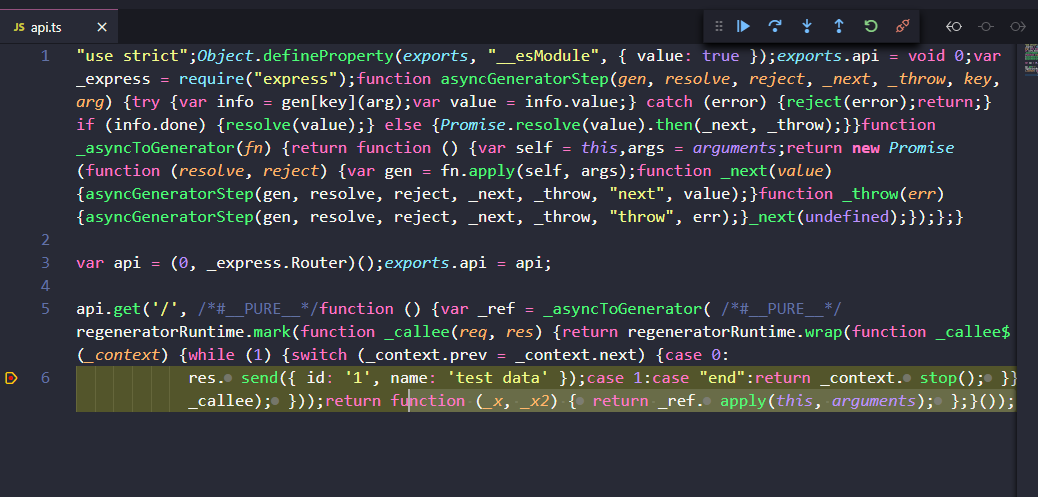 JS api.ts
1 "use strict";Object.defineProperty(exports, "__esModule", { value: true });exports.api = void 0;var
_express = require("express");function asyncGeneratorStep(gen, resolve, reject, _next, _throw, key,
arg) {try {var info = gen[key](arg);var value = info.value;} catch (error) {reject(error);return;}
if (info.done) {resolve(value);} else {Promise.resolve(value).then(_next, _throw);}}function
_asyncToGenerator(fn) {return function () {var self = this,args = arguments;return new Promise
(function (resolve, reject) {var gen = fn.apply(self, args);function _next(value)
{asyncGeneratorStep(gen, resolve, reject, _next, _throw, "next", value);}function _throw(err)
{asyncGeneratorStep(gen, resolve, reject, _next, _throw, "throw", err);}_next(undefined);});};}
2
3 var api = (0, _express.Router)();exports.api = api;
4
5 api.get('/', /*#__PURE__*/function () {var _ref = _asyncToGenerator( /*#__PURE__*/
regeneratorRuntime.mark(function _callee(req, res) {return regeneratorRuntime.wrap(function _callee$
(_context) {while (1) {switch (_context.prev = _context.next) {case 0:
6 res. send({ id: '1', name: 'test data' });case 1:case "end":return _context. stop(); }}
_callee); }));return function (_x, _x2) { return _ref. apply(this, arguments); };}());